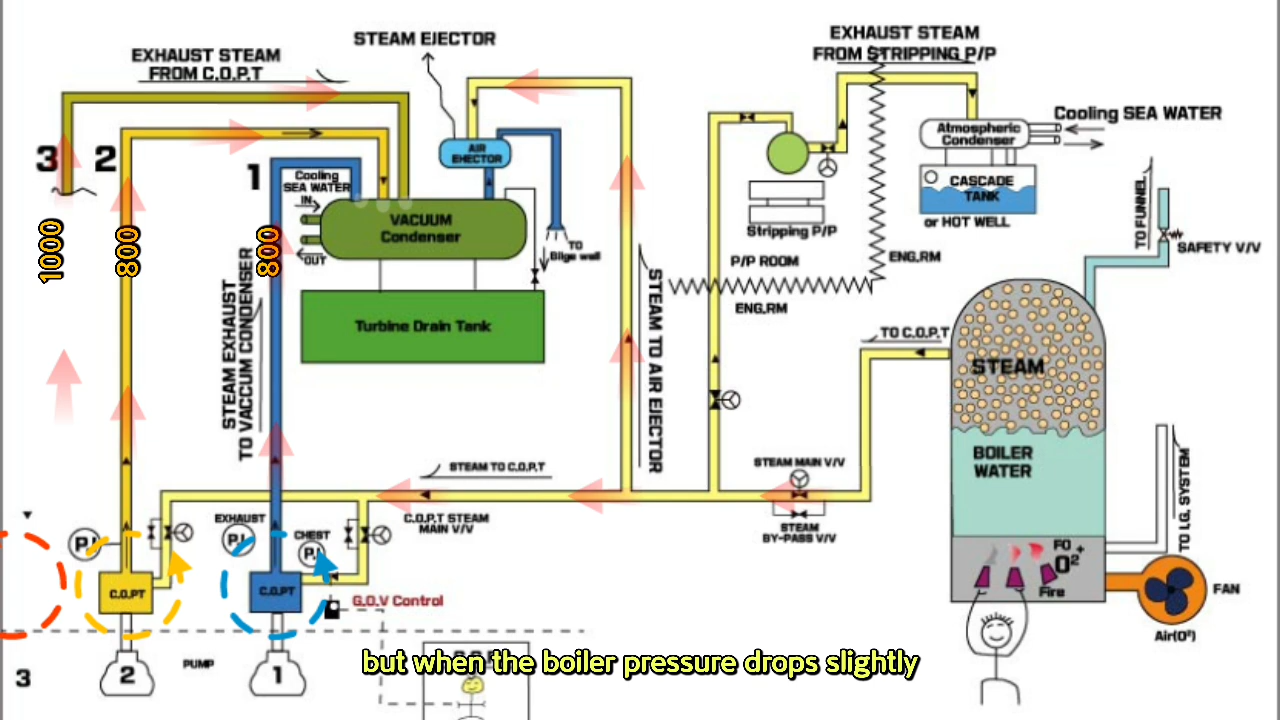 STEAM EJECTOR
EXHAUST STEAM
FROM C.O.P.T
EXHAUST STEAM
FROM STRIPPING P/P
3
2
1
1000
800
800
Cooling
SEA WATER
IN
OUT
AIR
EHECTOR
VACUUM
Condenser
TO
Bilge well
Turbine Drain Tank
STEAM EXHAUST
TO VACCUM CONDENSER
STEAM TO AIR EJECTOR
Stripping P/P
P/P ROOM
ENG,RM
ENG,RM
Atmospheric
Condenser
Cooling SEA WATER
CASCADE
TANK
or HOT WELL
TO FUNNEL
SAFETY V/V
TO C.O.P.T
STEAM
BOILER
WATER
TO I.G. SYSTEM
FO +
O²
Fire
FAN
Air(O²)
STEAM MAIN V/V
STEAM
BY-PASS V/V
STEAM TO C.O.P.T
C.O.P.T STEAM
MAIN V/V
EXHAUST
CHEST
P.I
P.I
P.I
C.O.PT
C.O.PT
G.O.V Control
PUMP
3
2
1
but when the boiler pressure drops slightly